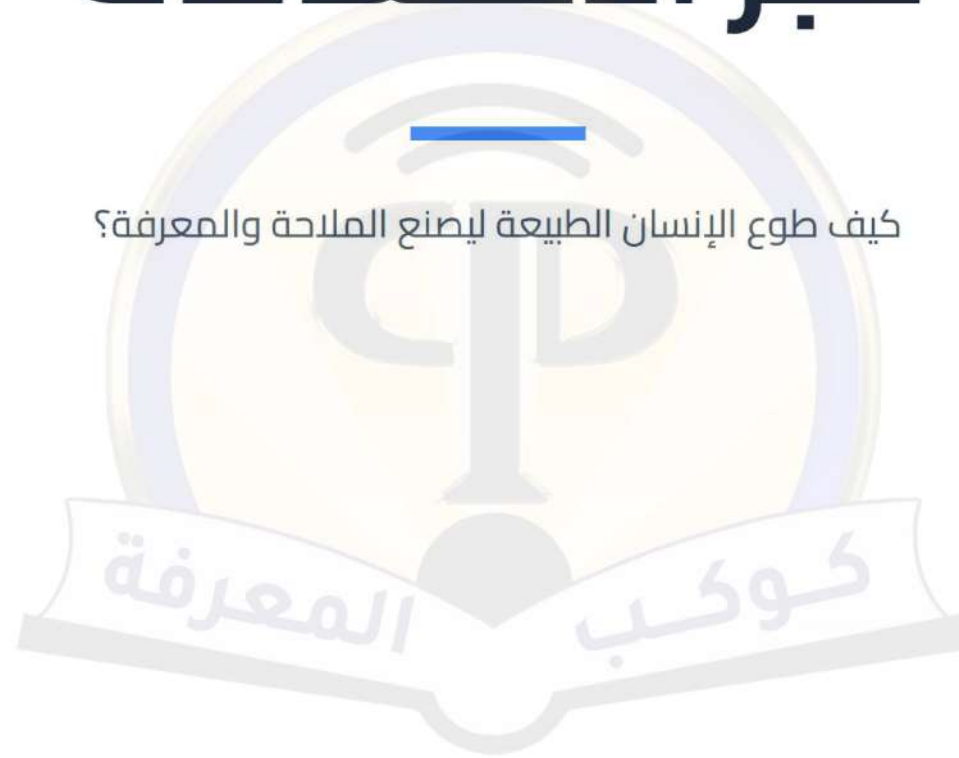 كيف طوع الإنسان الطبيعة ليصنع الملاحة والمعرفة؟
كوكب المعرفة